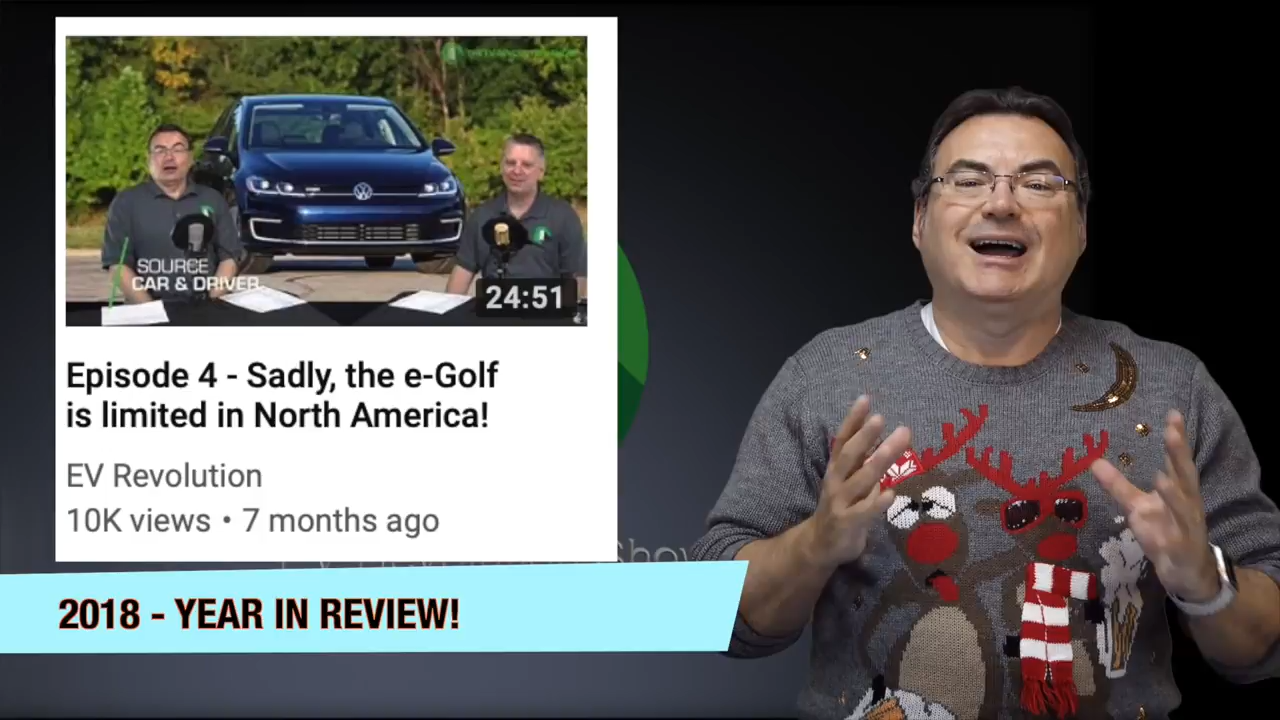 SOURCE
CAR & DRIVER
24:51
Episode 4 - Sadly, the e-Golf
is limited in North America!
EV Revolution
10K views • 7 months ago
Show
2018 - YEAR IN REVIEW!